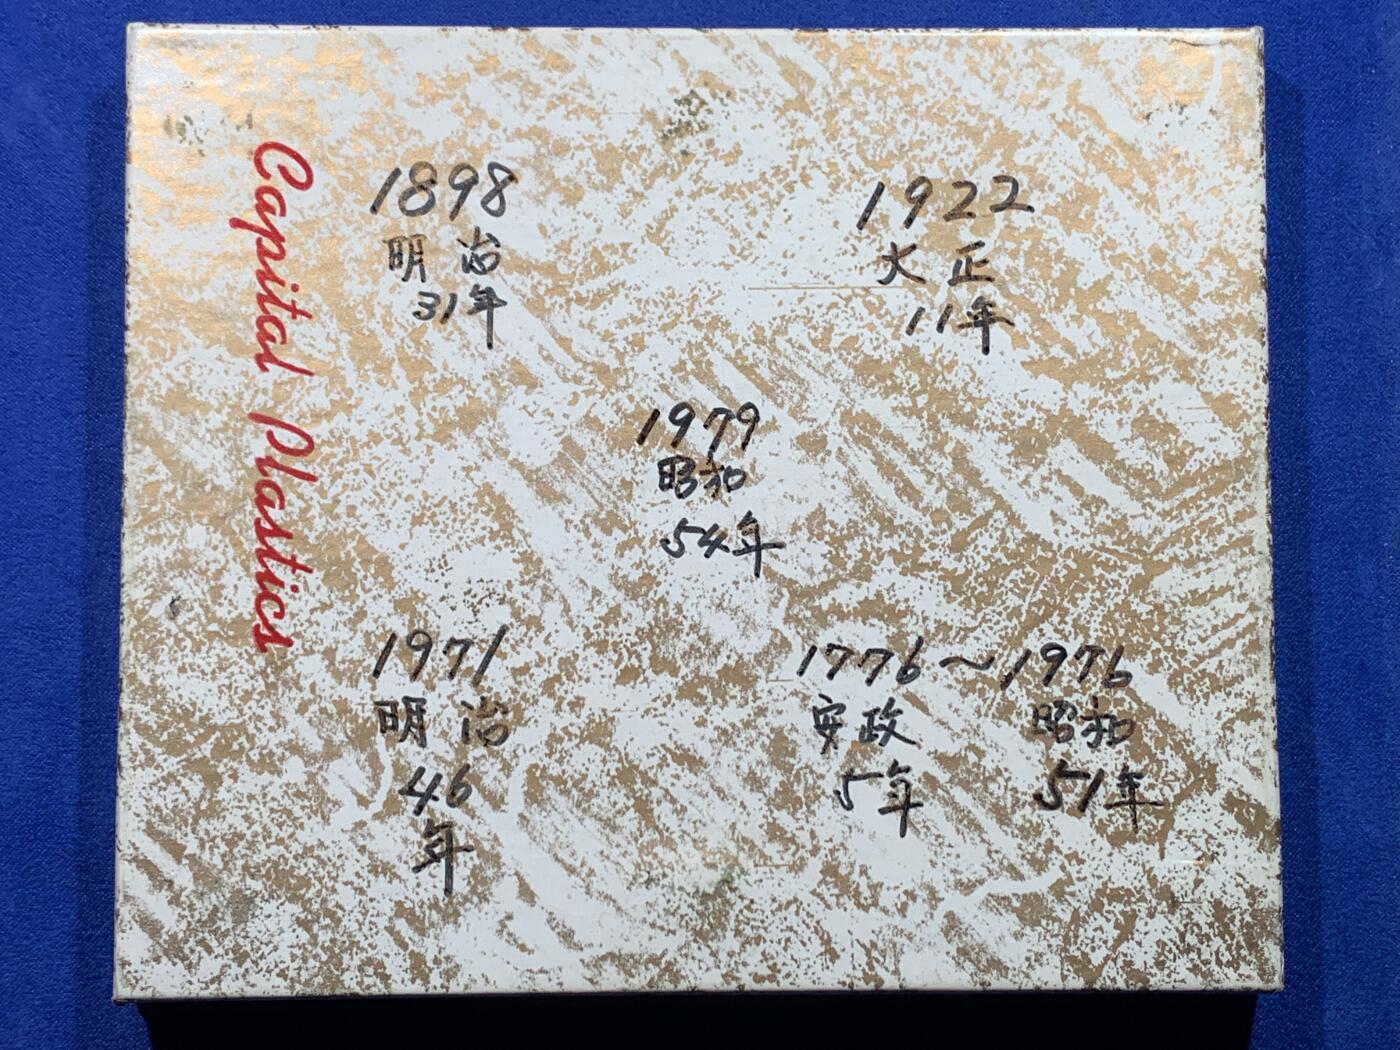 Capital Plastics
1898
明治
31年
1922
大正
11年
1979
昭和
54年
1971
明治
46
年
1776～1976
安政 昭和
5年 51年